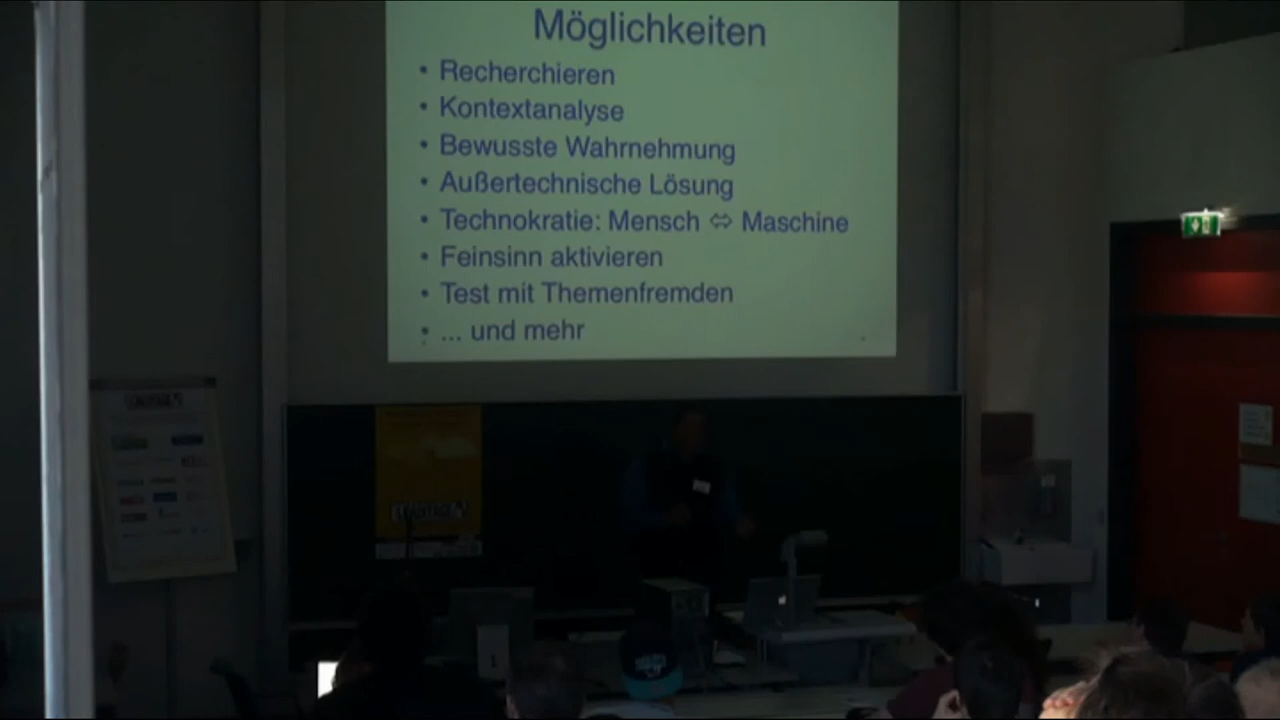 Möglichkeiten
• Recherchieren
• Kontextanalyse
• Bewusste Wahrnehmung
• Außertechnische Lösung
• Technokratie: Mensch ⇔ Maschine
• Feinsinn aktivieren
• Test mit Themenfremden
• ... und mehr